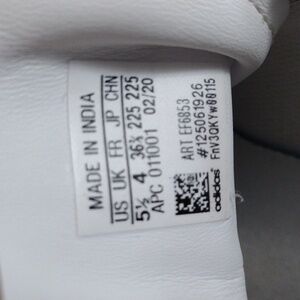 MADE IN INDIA
US UK FR JP CHN
5½ 4 36⅔ 225 225
APC 011001 02/20
ART EF6853
#125061926
FnV3QKYw00115
adidas